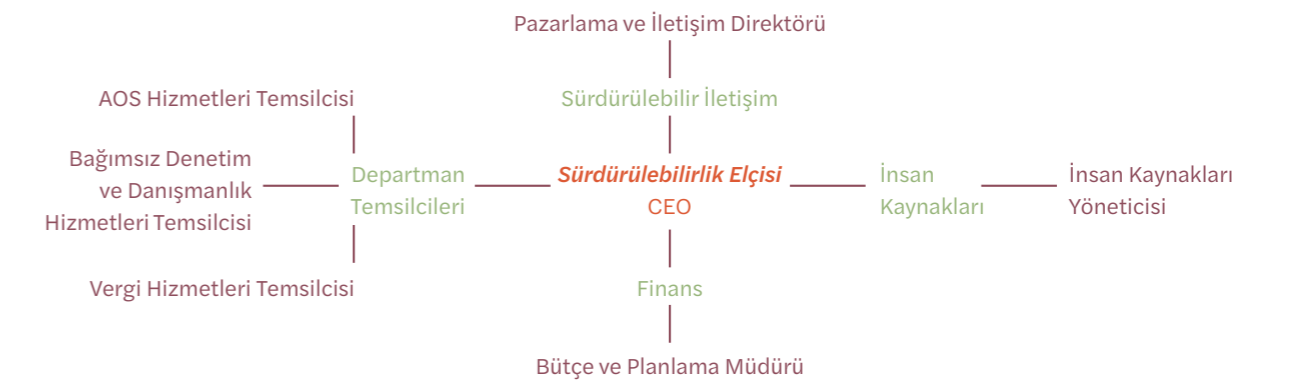 Pazarlama ve İletişim Direktörü
AOS Hizmetleri Temsilcisi
Sürdürülebilir İletişim
Bağımsız Denetim
ve Danışmanlık
Hizmetleri Temsilcisi
Departman
Temsilcileri
Sürdürülebilirlik Elçisi
CEO
İnsan
Kaynakları
İnsan Kaynakları
Yöneticisi
Vergi Hizmetleri Temsilcisi
Finans
Bütçe ve Planlama Müdürü